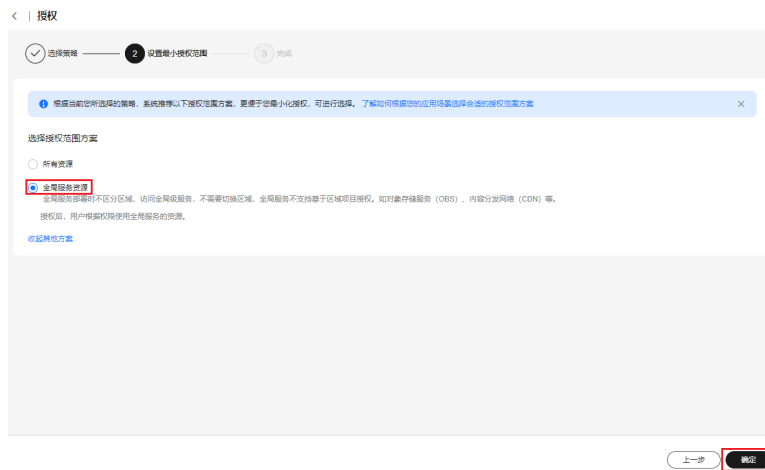 < | 授权
选择策略 2 设置最小授权范围 3 完成
根据当前您所选择的策略，系统推荐以下授权范围方案，更便于您最小化授权，可进行选择。 了解如何根据您的应用场景选择合适的授权范围方案
选择授权范围方案
所有资源
全局服务资源
全局服务部署时不区分区域，访问全局级服务，不需要切换区域，全局服务不支持基于区域项目授权。如对象存储服务（OBS）、内容分发网络（CDN）等。
授权后，用户根据权限使用全局服务的资源。
收起其他方案
上一步 确定